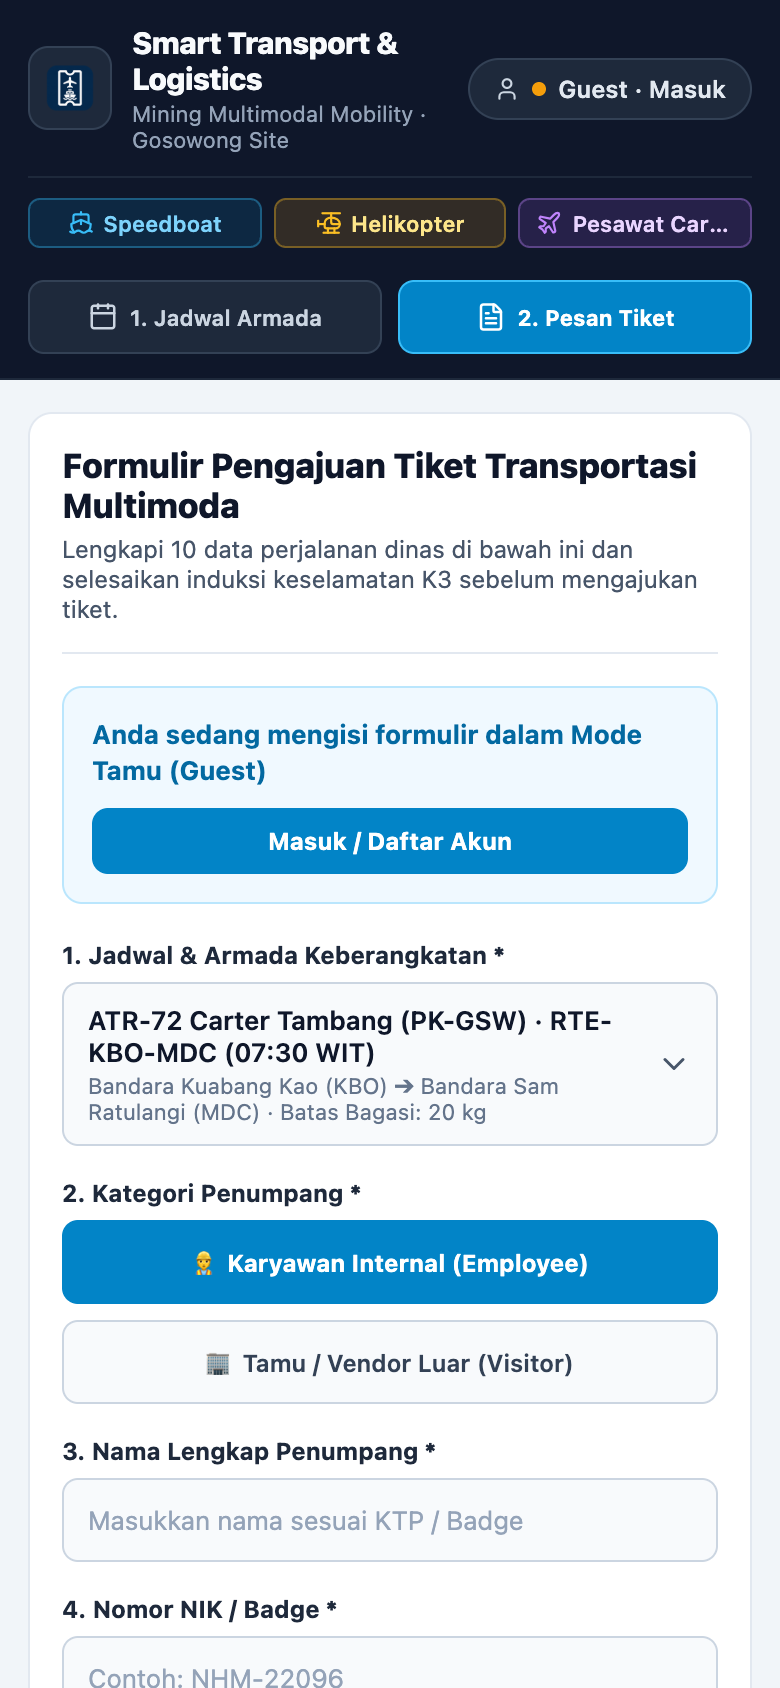 Smart Transport &
Logistics
Mining Multimodal Mobility ·
Gosowong Site
Guest · Masuk
Speedboat
Helikopter
Pesawat Car...
1. Jadwal Armada
2. Pesan Tiket
Formulir Pengajuan Tiket Transportasi
Multimoda
Lengkapi 10 data perjalanan dinas di bawah ini dan
selesaikan induksi keselamatan K3 sebelum mengajukan
tiket.
Anda sedang mengisi formulir dalam Mode
Tamu (Guest)
Masuk / Daftar Akun
1. Jadwal & Armada Keberangkatan *
ATR-72 Carter Tambang (PK-GSW) · RTE-
KBO-MDC (07:30 WIT)
Bandara Kuabang Kao (KBO) ➔ Bandara Sam
Ratulangi (MDC) · Batas Bagasi: 20 kg
2. Kategori Penumpang *
Karyawan Internal (Employee)
Tamu / Vendor Luar (Visitor)
3. Nama Lengkap Penumpang *
Masukkan nama sesuai KTP / Badge
4. Nomor NIK / Badge *
Contoh: NHM-22096